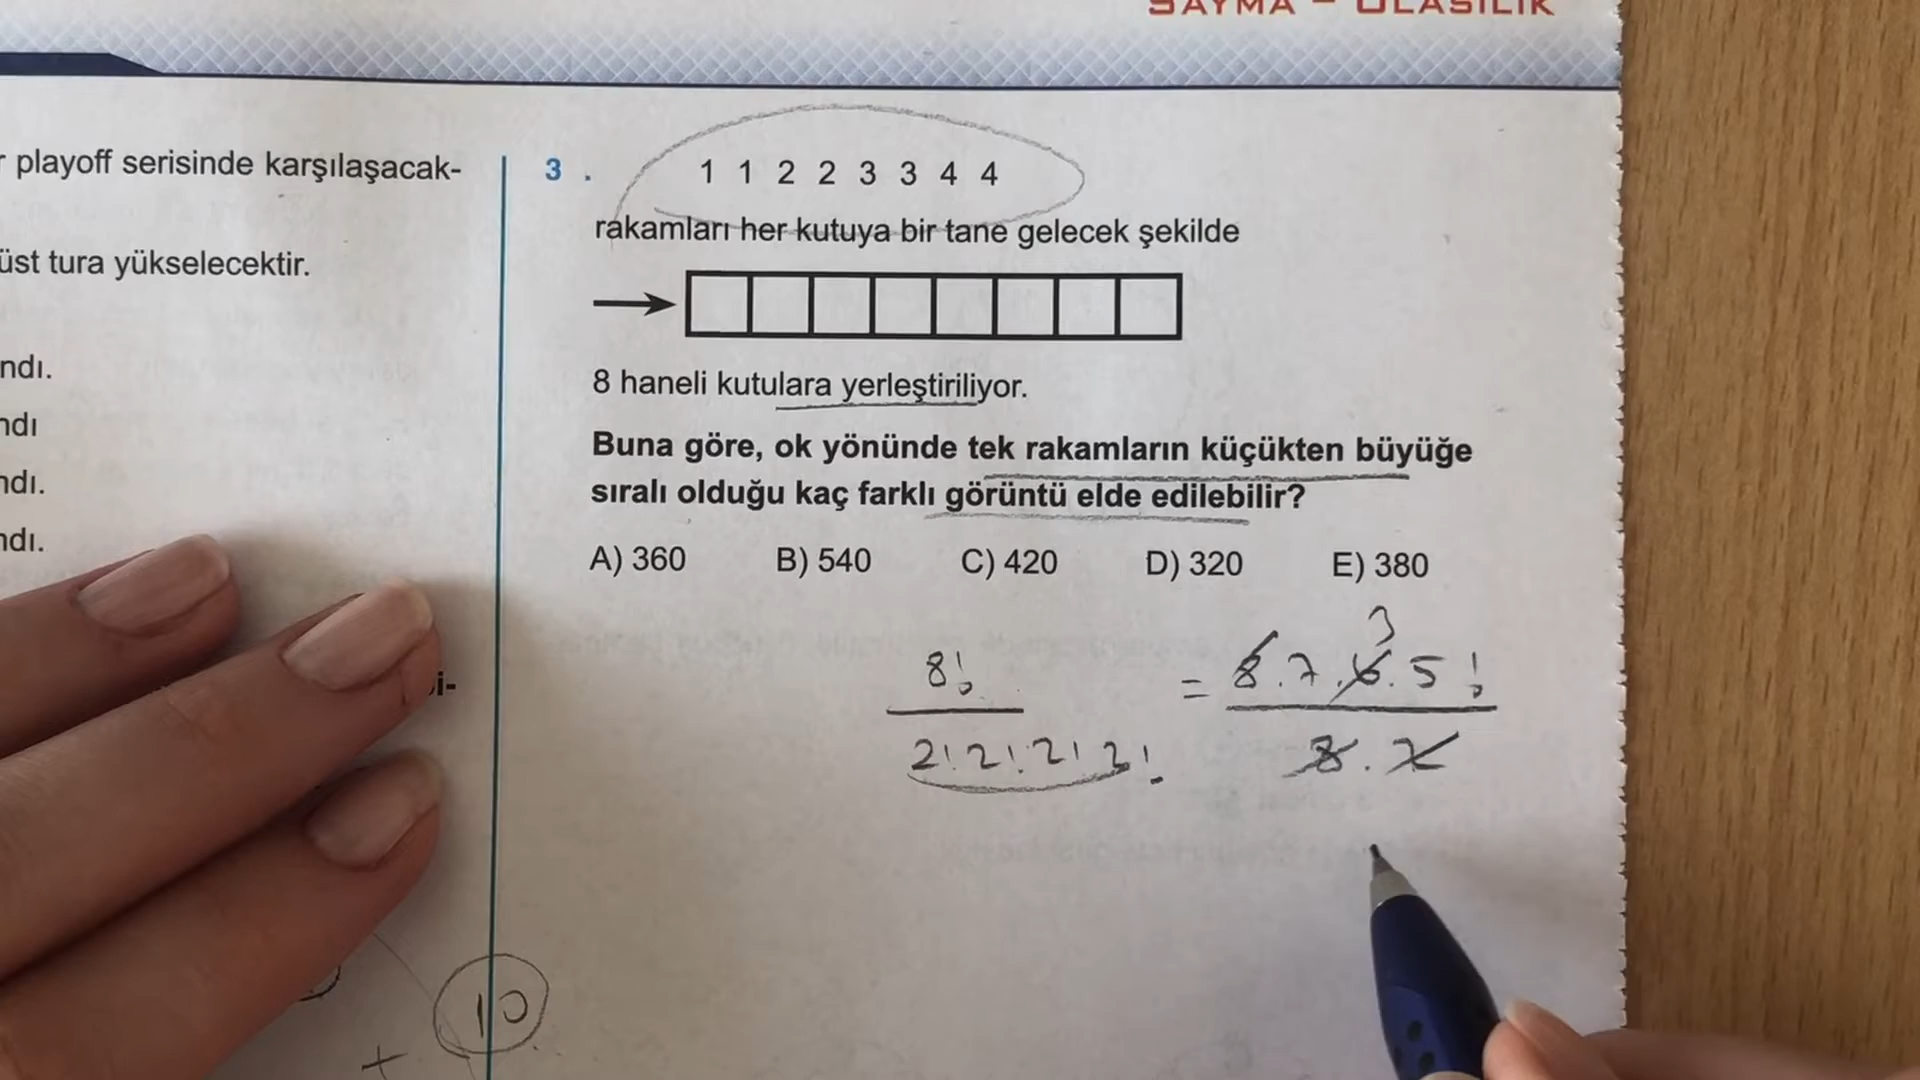 SAYMA – OLASILIK
playoff serisinde karşılaşacak-
üst tura yükselecektir.
ndı.
ndı
ndı.
ndı.
i-
10
+
3 .
1 1 2 2 3 3 4 4
rakamları her kutuya bir tane gelecek şekilde
8 haneli kutulara yerleştiriliyor.
Buna göre, ok yönünde tek rakamların küçükten büyüğe
sıralı olduğu kaç farklı görüntü elde edilebilir?
A) 360 B) 540 C) 420 D) 320 E) 380
3
8! = 8.7.6.5!
2!2!2!2! 8.2